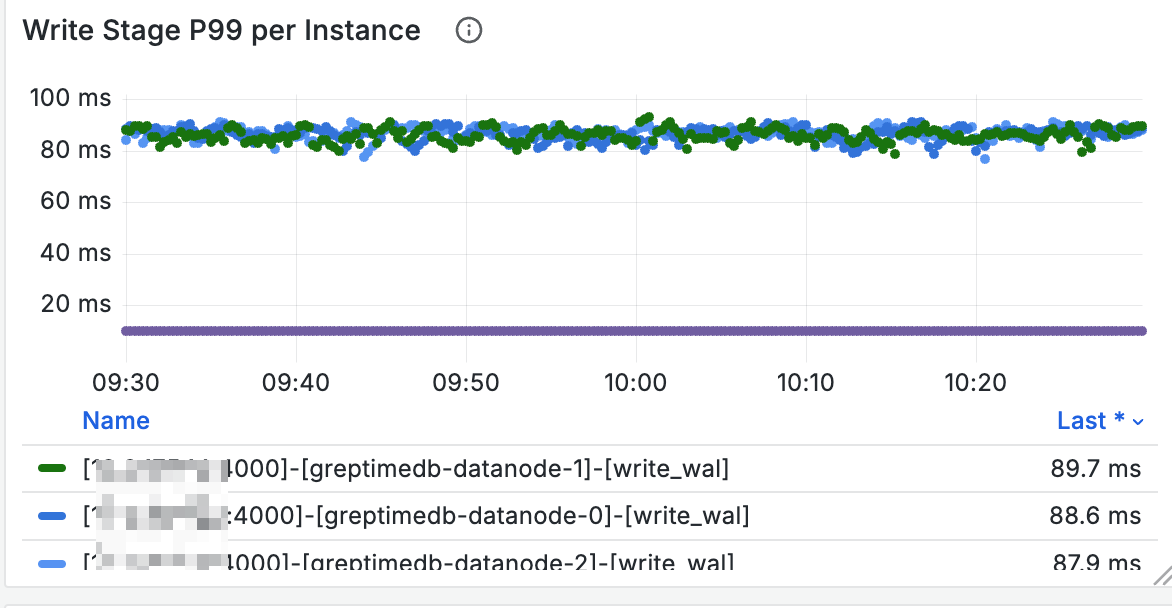 Write Stage P99 per Instance
100 ms
80 ms
60 ms
40 ms
20 ms
09:30 09:40 09:50 10:00 10:10 10:20
Name Last *
4000]-[greptimedb-datanode-1]-[write_wal] 89.7 ms
:4000]-[greptimedb-datanode-0]-[write_wal] 88.6 ms
4000]-[greptimedb-datanode-2]-[write_wal] 87.9 ms